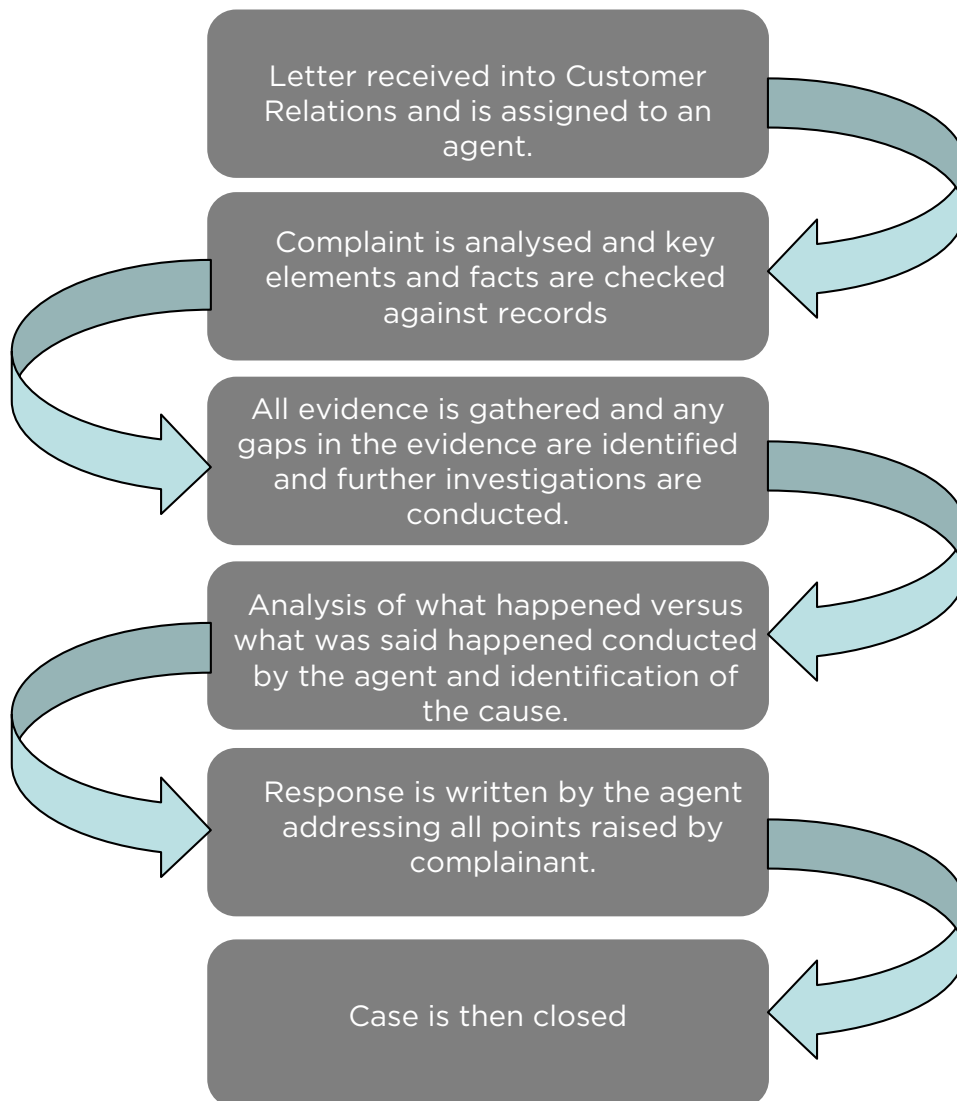 Letter received into Customer
Relations and is assigned to an
agent.
Complaint is analysed and key
elements and facts are checked
against records
All evidence is gathered and any
gaps in the evidence are identified
and further investigations are
conducted.
Analysis of what happened versus
what was said happened conducted
by the agent and identification of
the cause.
Response is written by the agent
addressing all points raised by
complainant.
Case is then closed